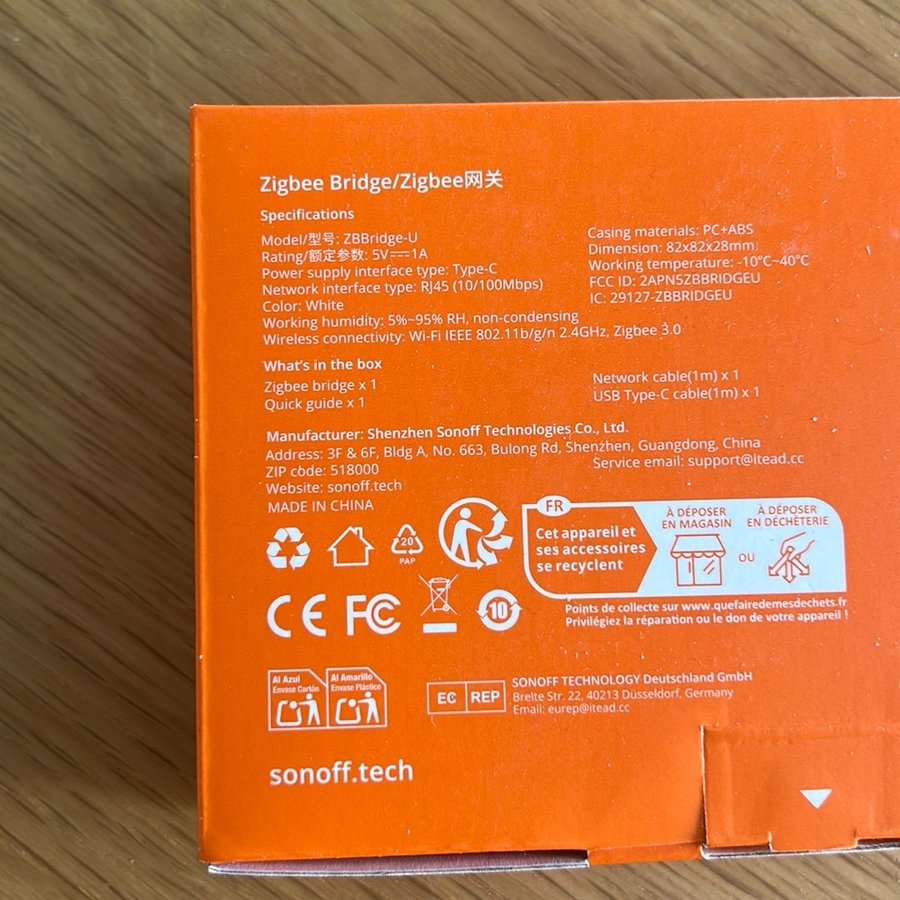 Zigbee Bridge/Zigbee网关
Specifications
Model/型号: ZBBridge-U
Rating/额定参数: 5V⎓1A
Power supply interface type: Type-C
Network interface type: RJ45 (10/100Mbps)
Color: White
Working humidity: 5%~95% RH, non-condensing
Wireless connectivity: Wi-Fi IEEE 802.11b/g/n 2.4GHz, Zigbee 3.0
Casing materials: PC+ABS
Dimension: 82x82x28mm
Working temperature: -10℃~40℃
FCC ID: 2APN5ZBBRIDGEU
IC: 29127-ZBBRIDGEU
What's in the box
Zigbee bridge x 1
Quick guide x 1
Network cable(1m) x 1
USB Type-C cable(1m) x 1
Manufacturer: Shenzhen Sonoff Technologies Co., Ltd.
Address: 3F & 6F, Bldg A, No. 663, Bulong Rd, Shenzhen, Guangdong, China
ZIP code: 518000
Service email: support@itead.cc
Website: sonoff.tech
MADE IN CHINA
20
PAP
FR
Cet appareil et
ses accessoires
se recyclent
À DÉPOSER
EN MAGASIN
OU
À DÉPOSER
EN DÉCHÈTERIE
Points de collecte sur www.quefairedemesdechets.fr
Privilégiez la réparation ou le don de votre appareil !
CE
FC
10
Al Azul
Envase Cartón
Al Amarillo
Envase Plástico
EC REP
SONOFF TECHNOLOGY Deutschland GmbH
Breite Str. 22, 40213 Dusseldorf, Germany
Email: eurep@itead.cc
sonoff.tech